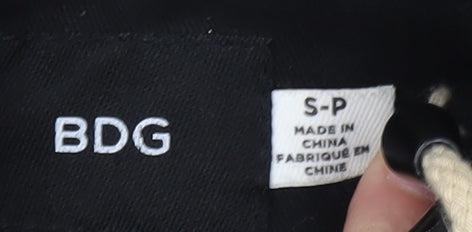 BDG
S-P
MADE IN
CHINA
FABRIQUÉ EN
CHINE